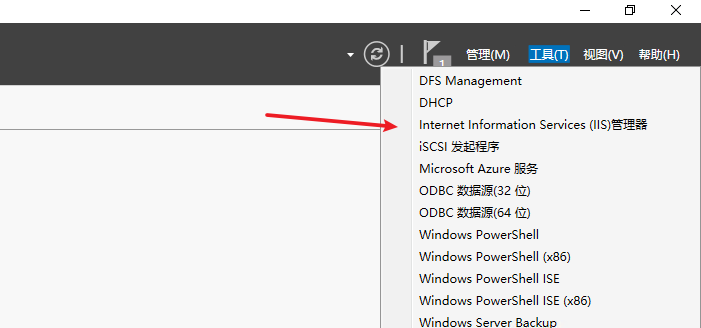 1 管理(M) 工具(T) 视图(V) 帮助(H)
DFS Management
DHCP
Internet Information Services (IIS)管理器
iSCSI 发起程序
Microsoft Azure 服务
ODBC 数据源(32 位)
ODBC 数据源(64 位)
Windows PowerShell
Windows PowerShell (x86)
Windows PowerShell ISE
Windows PowerShell ISE (x86)
Windows Server Backup